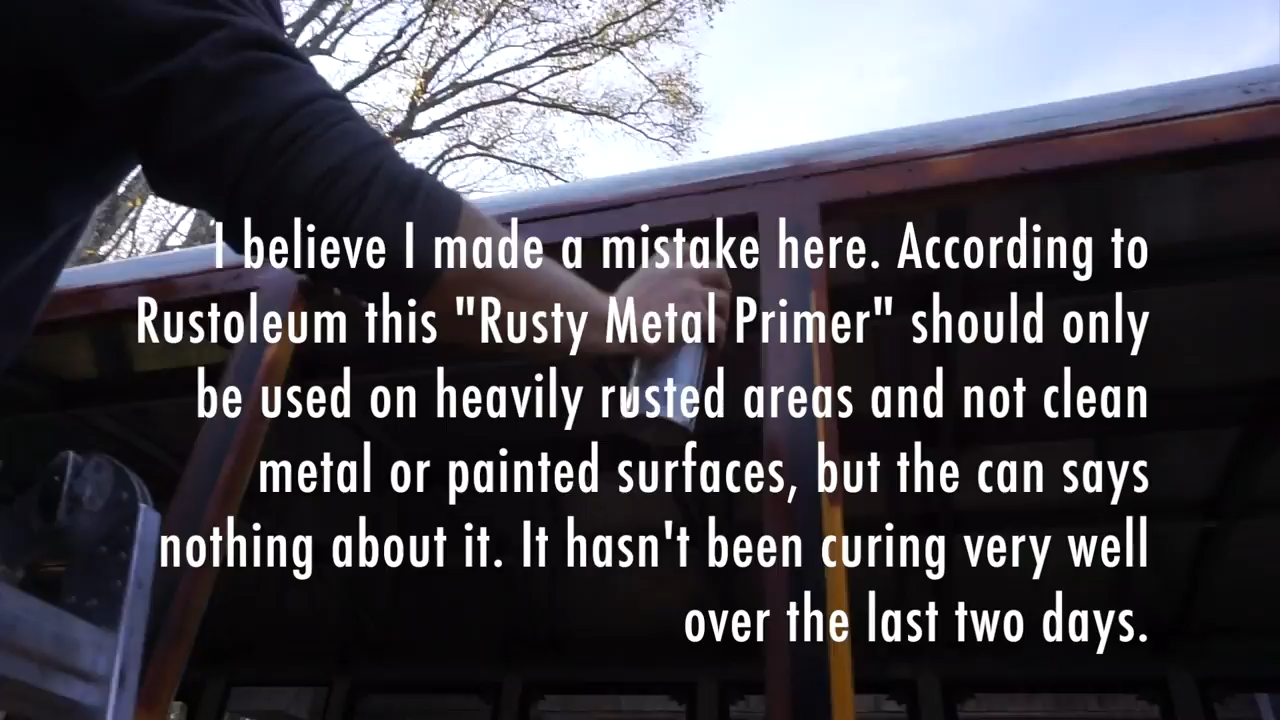 I believe I made a mistake here. According to
Rustoleum this "Rusty Metal Primer" should only
be used on heavily rusted areas and not clean
metal or painted surfaces, but the can says
nothing about it. It hasn't been curing very well
over the last two days.